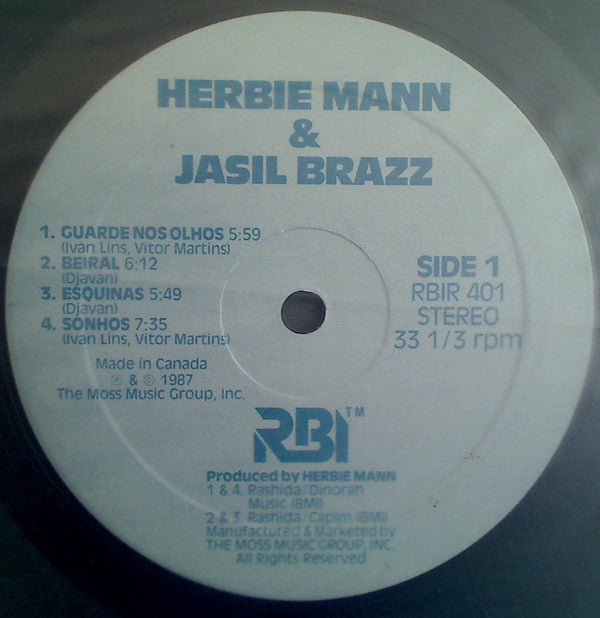 HERBIE MANN
&
JASIL BRAZZ
1. GUARDE NOS OLHOS 5:59
(Ivan Lins, Vitor Martins)
2. BEIRAL 6:12
(Djavan)
3. ESQUINAS 5:49
(Djavan)
4. SONHOS 7:35
(Ivan Lins, Vitor Martins)
Made in Canada
℗ & © 1987
The Moss Music Group, Inc.
SIDE 1
RBIR 401
STEREO
33 1/3 rpm
RBI™
Produced by HERBIE MANN
1 & 4. Rashida/Dinorah
Music (BMI)
2 & 3. Rashida/Capim (BMI)
Manufactured & Marketed by
THE MOSS MUSIC GROUP, INC.
All Rights Reserved